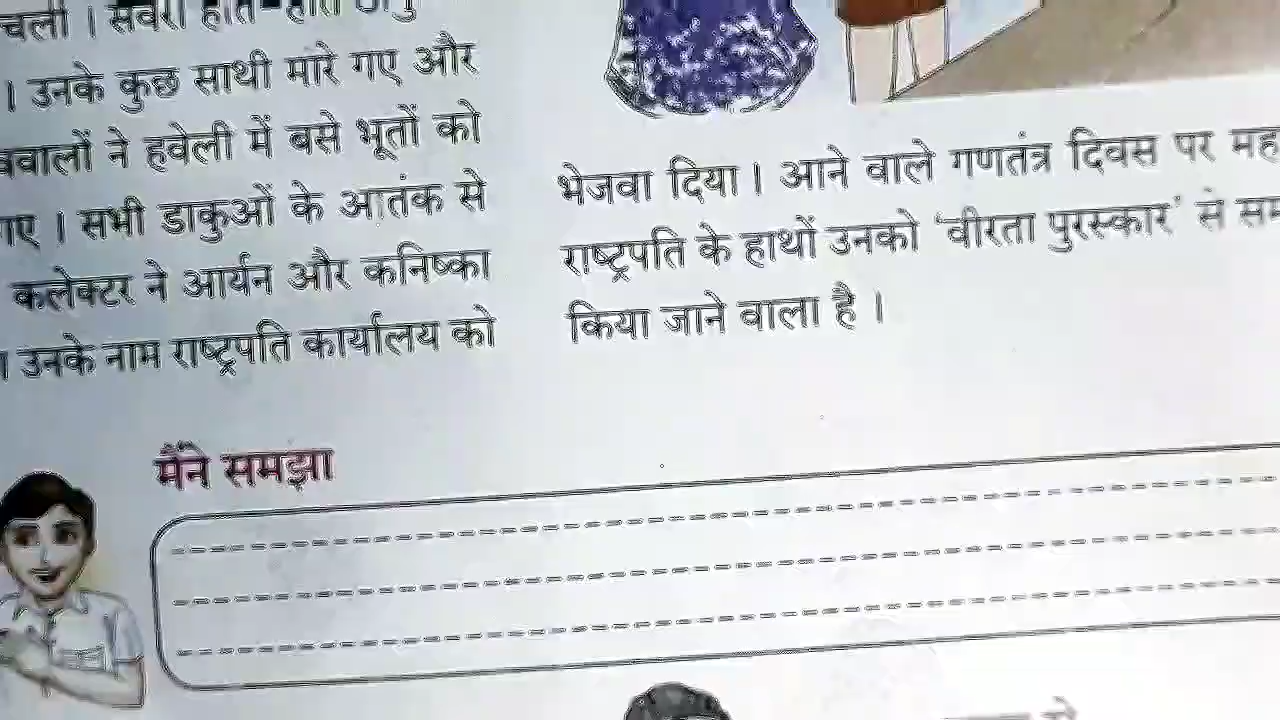 चली । सवेरा होते-होते
। उनके कुछ साथी मारे गए और
ने हवेली में बसे भूतों को
गए । सभी डाकुओं के आतंक से
कलेक्टर ने आर्यन और कनिष्का
। उनके नाम राष्ट्रपति कार्यालय को
भेजवा दिया । आने वाले गणतंत्र दिवस पर
राष्ट्रपति के हाथों उनको ‘वीरता पुरस्कार’ से
किया जाने वाला है ।
मैंने समझा